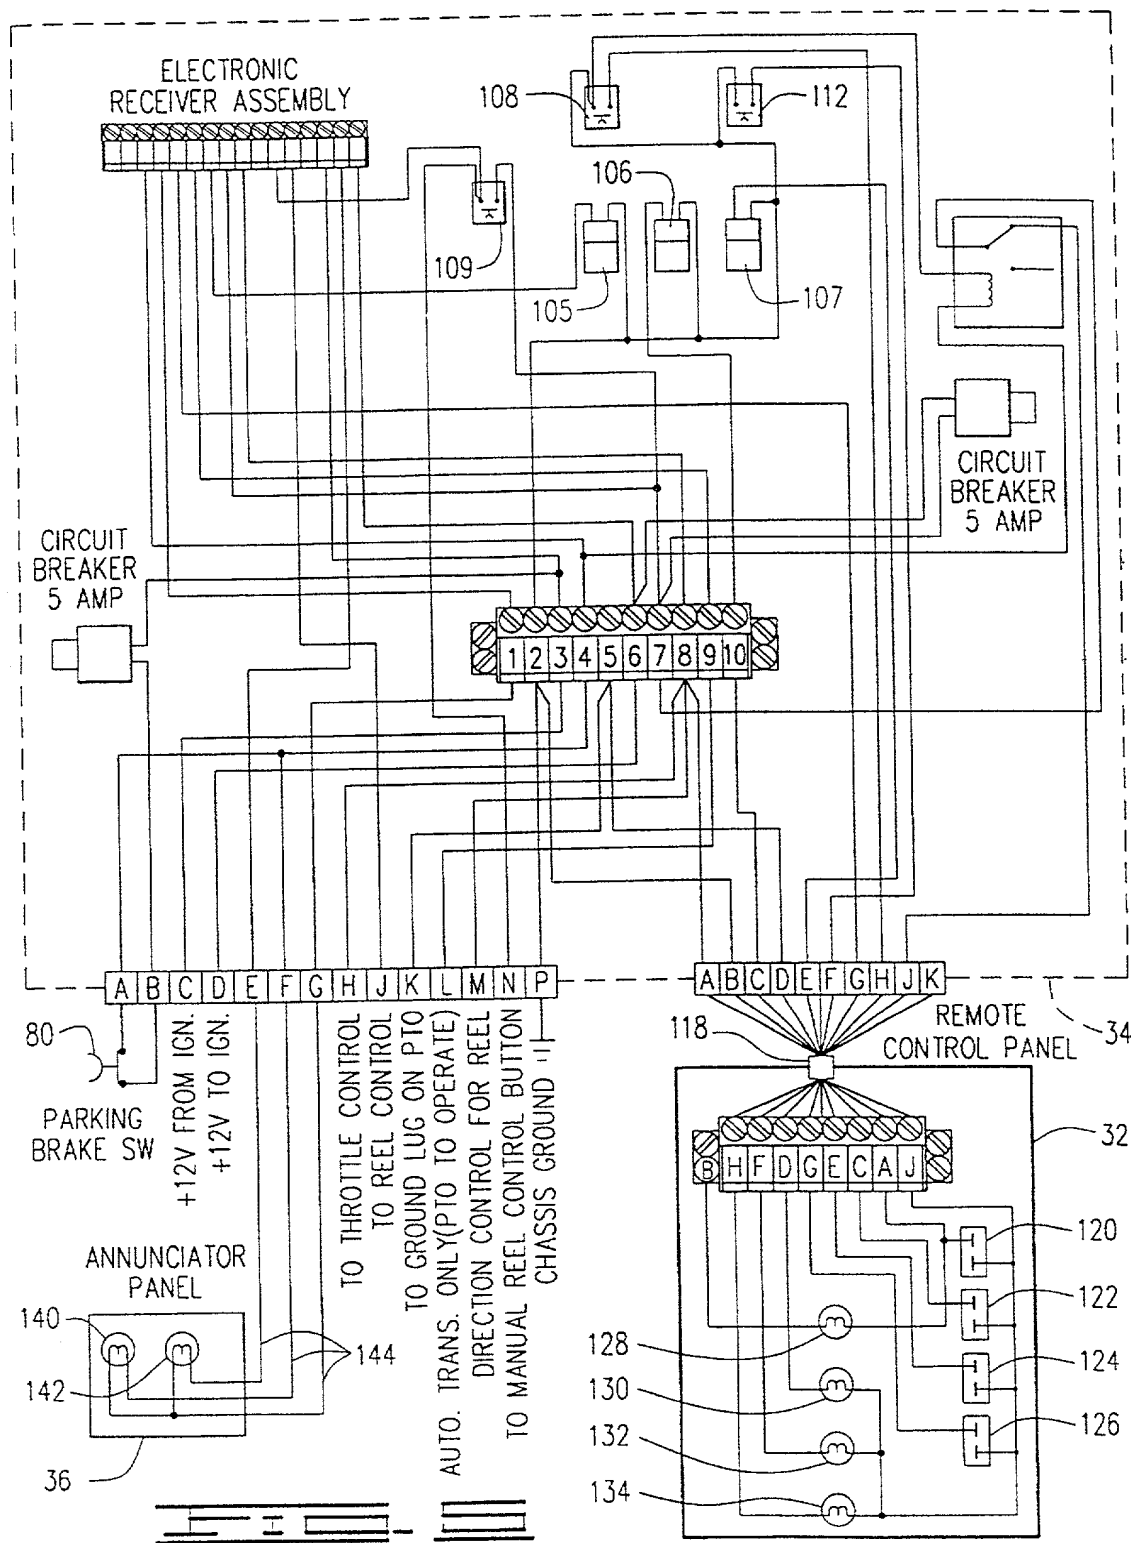 ELECTRONIC
RECEIVER ASSEMBLY
108
112
106
109
105
107
CIRCUIT
BREAKER
5 AMP
CIRCUIT
BREAKER
5 AMP
1 2 3 4 5 6 7 8 9 10
A B C D E F G H J K L M N P
A B C D E F G H J K
80
PARKING
BRAKE SW
+12V FROM IGN.
+12V TO IGN.
TO THROTTLE CONTROL
TO REEL CONTROL
TO GROUND LUG ON PTO
AUTO. TRANS. ONLY(PTO TO OPERATE)
DIRECTION CONTROL FOR REEL
TO MANUAL REEL CONTROL BUTTON
CHASSIS GROUND
118
REMOTE
CONTROL PANEL
34
32
B H F D G E C A J
120
122
124
126
128
130
132
134
ANNUNCIATOR
PANEL
140
142
144
36